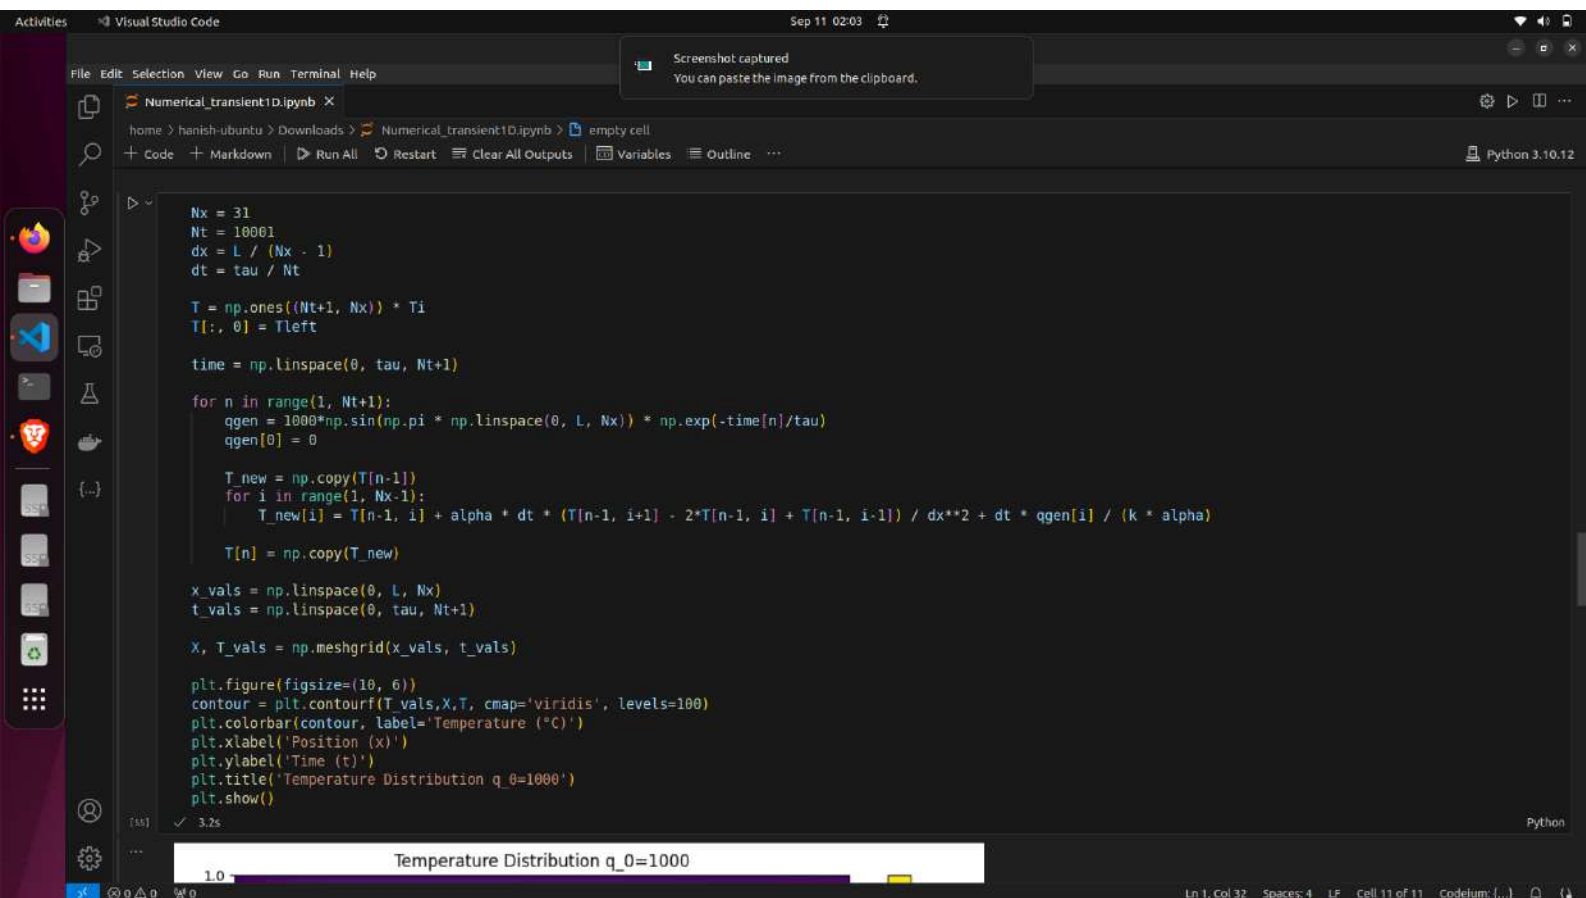 Activities Visual Studio Code Sep 11 02:03
Screenshot captured
You can paste the image from the clipboard.
File Edit Selection View Go Run Terminal Help
Numerical_transient1D.ipynb
home > hanish-ubuntu > Downloads > Numerical_transient1D.ipynb > empty cell
+ Code + Markdown Run All Restart Clear All Outputs Variables Outline ... Python 3.10.12
Nx = 31
Nt = 10001
dx = L / (Nx - 1)
dt = tau / Nt
T = np.ones((Nt+1, Nx)) * Ti
T[:, 0] = Tleft
time = np.linspace(0, tau, Nt+1)
for n in range(1, Nt+1):
qgen = 1000*np.sin(np.pi * np.linspace(0, L, Nx)) * np.exp(-time[n]/tau)
qgen[0] = 0
T_new = np.copy(T[n-1])
for i in range(1, Nx-1):
T_new[i] = T[n-1, i] + alpha * dt * (T[n-1, i+1] - 2*T[n-1, i] + T[n-1, i-1]) / dx**2 + dt * qgen[i] / (k * alpha)
T[n] = np.copy(T_new)
x_vals = np.linspace(0, L, Nx)
t_vals = np.linspace(0, tau, Nt+1)
X, T_vals = np.meshgrid(x_vals, t_vals)
plt.figure(figsize=(10, 6))
contour = plt.contourf(T_vals,X,T, cmap='viridis', levels=100)
plt.colorbar(contour, label='Temperature (°C)')
plt.xlabel('Position (x)')
plt.ylabel('Time (t)')
plt.title('Temperature Distribution q_0=1000')
plt.show()
[55] 3.2s Python
Temperature Distribution q_0=1000
1.0
0 0 0 Ln 1, Col 32 Spaces: 4 LF Cell 11 of 11 Codeium: {...}